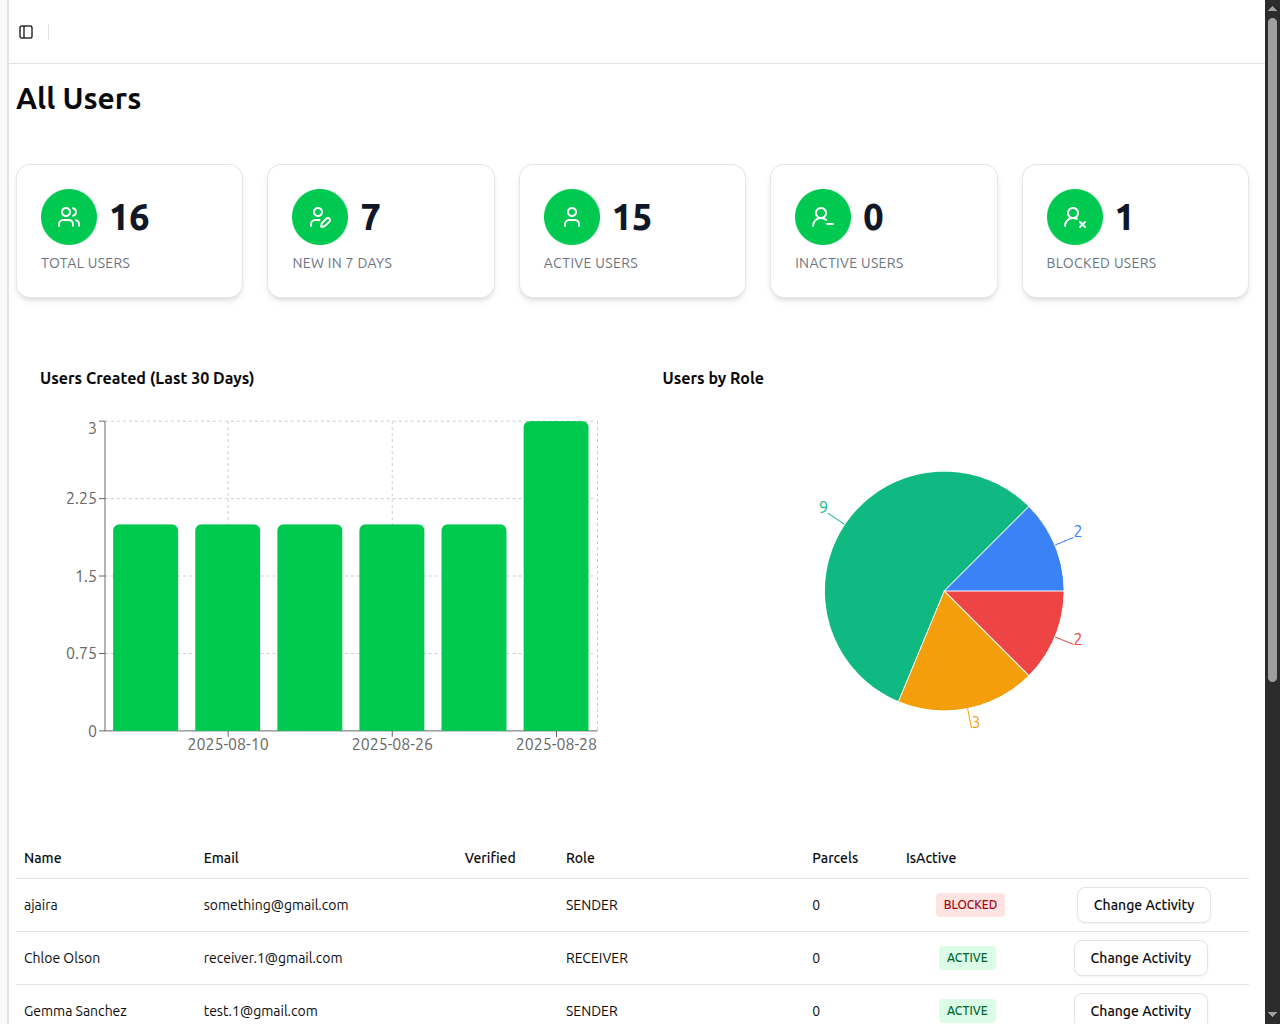 All Users
16
TOTAL USERS
7
NEW IN 7 DAYS
15
ACTIVE USERS
0
INACTIVE USERS
1
BLOCKED USERS
Users Created (Last 30 Days)
3
2.25
1.5
0.75
0
2025-08-10 2025-08-26 2025-08-28
Users by Role
9
2
2
3
Name Email Verified Role Parcels IsActive
ajaira something@gmail.com SENDER 0 BLOCKED Change Activity
Chloe Olson receiver.1@gmail.com RECEIVER 0 ACTIVE Change Activity
Gemma Sanchez test.1@gmail.com SENDER 0 ACTIVE Change Activity